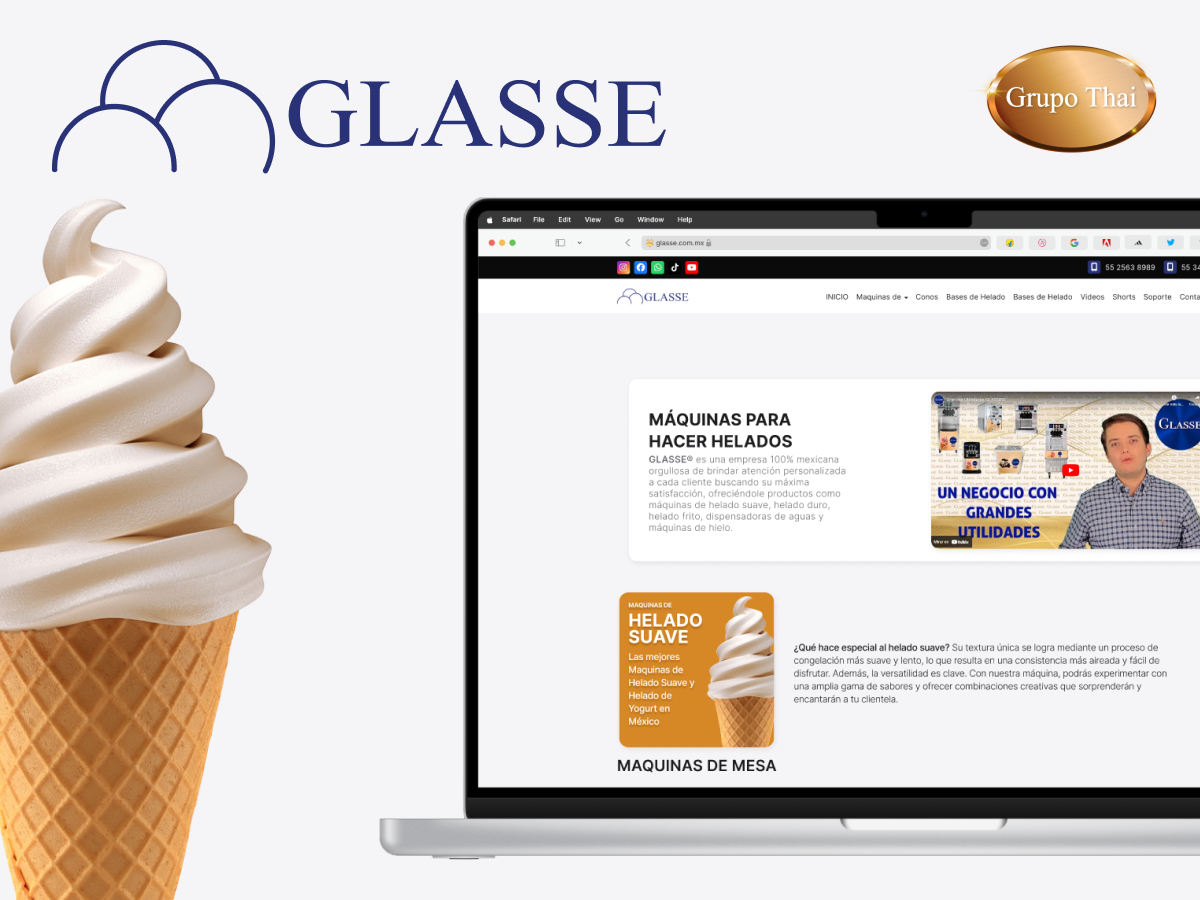 GLASSE
Grupo Thai
Safari File Edit View Go Window Help
glasse.com.mx
55 2563 8989 55 34
GLASSE
INICIO Maquinas de Conos Bases de Helado Bases de Helado Videos Shorts Soporte Conta
MÁQUINAS PARA
HACER HELADOS
GLASSE® es una empresa 100% mexicana
orgullosa de brindar atención personalizada
a cada cliente buscando su máxima
satisfacción, ofreciéndole productos como
máquinas de helado suave, helado duro,
helado frito, dispensadoras de aguas y
máquinas de hielo.
GLASSE
UN NEGOCIO CON
GRANDES
UTILIDADES
Mirar en YouTube
MAQUINAS DE
HELADO
SUAVE
Las mejores
Maquinas de
Helado Suave y
Helado de
Yogurt en
México
¿Qué hace especial al helado suave? Su textura única se logra mediante un proceso de
congelación más suave y lento, lo que resulta en una consistencia más aireada y fácil de
disfrutar. Además, la versatilidad es clave. Con nuestra máquina, podrás experimentar con
una amplia gama de sabores y ofrecer combinaciones creativas que sorprenderán y
encantarán a tu clientela.
MAQUINAS DE MESA